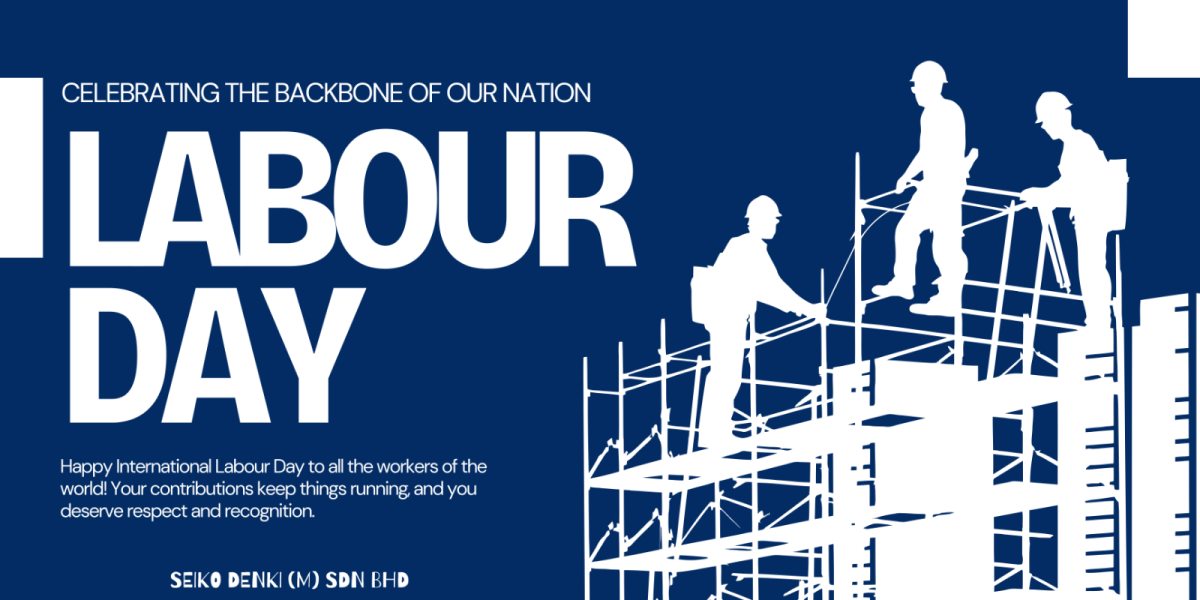 CELEBRATING THE BACKBONE OF OUR NATION
LABOUR
DAY
Happy International Labour Day to all the workers of the
world! Your contributions keep things running, and you
deserve respect and recognition.
SEIKO DENKI (M) SDN BHD